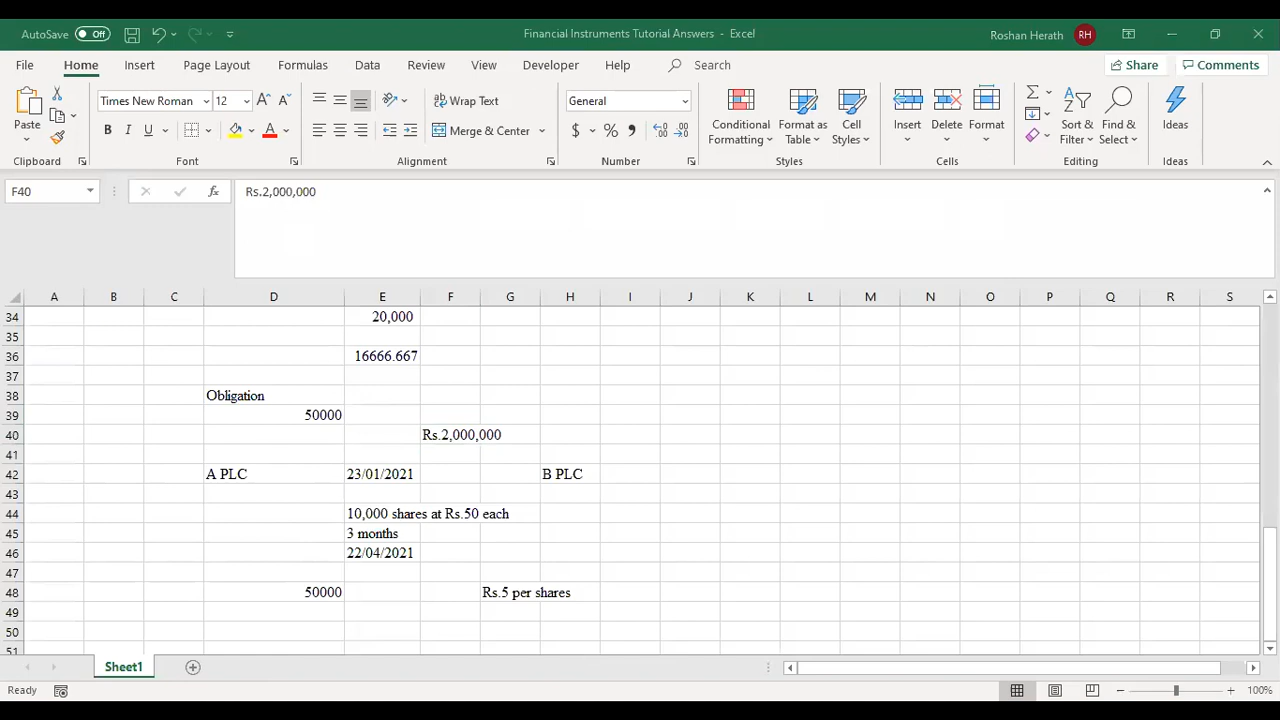 AutoSave Off Financial Instruments Tutorial Answers - Excel Roshan Herath RH
File Home Insert Page Layout Formulas Data Review View Developer Help Search Share Comments
Paste Times New Roman 12 Wrap Text General Conditional Formatting Format as Table Cell Styles Insert Delete Format Sort & Filter Find & Select Ideas
B I U A Merge & Center $ % 9
Clipboard Font Alignment Number Styles Cells Editing Ideas
F40 fx Rs.2,000,000
A B C D E F G H I J K L M N O P Q R S
34 20,000
35
36 16666.667
37
38 Obligation
39 50000
40 Rs.2,000,000
41
42 A PLC 23/01/2021 B PLC
43
44 10,000 shares at Rs.50 each
45 3 months
46 22/04/2021
47
48 50000 Rs.5 per shares
49
50
51
Sheet1
Ready 100%